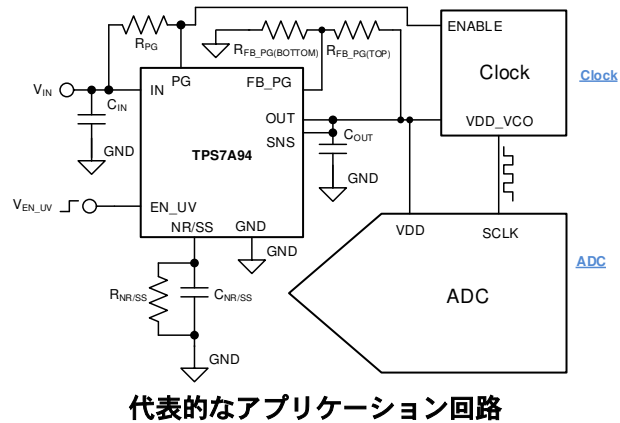 ENABLE
Clock
VDD_VCO
Clock
RPG
RFB_PG(BOTTOM)
RFB_PG(TOP)
VIN
CIN
GND
PG
FB_PG
IN
OUT
SNS
TPS7A94
EN_UV
NR/SS
GND
COUT
GND
VEN_UV
GND
RNR/SS
CNR/SS
GND
VDD
SCLK
ADC
ADC
代表的なアプリケーション回路